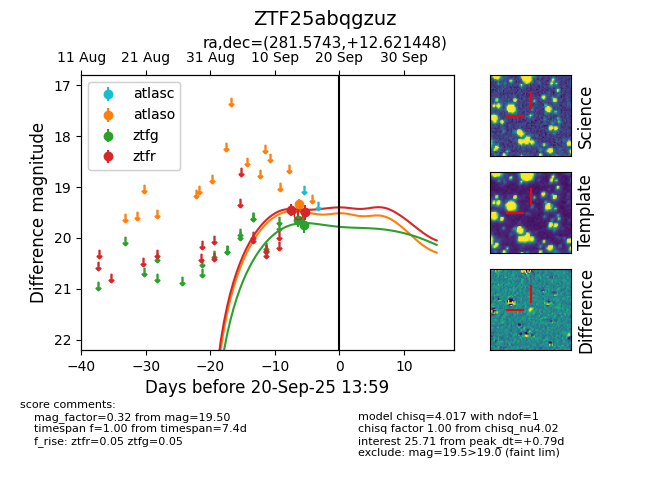 ZTF25abqgzuz
ra,dec=(281.5743,+12.621448)
11 Aug 21 Aug 31 Aug 10 Sep 20 Sep 30 Sep
atlasc
atlaso
ztfg
ztfr
17
18
19
20
21
22
Difference magnitude
−40 −30 −20 −10 0 10
Days before 20-Sep-25 13:59
Science
Template
Difference
score comments:
mag_factor=0.32 from mag=19.50
timespan f=1.00 from timespan=7.4d
f_rise: ztfr=0.05 ztfg=0.05
model chisq=4.017 with ndof=1
chisq factor 1.00 from chisq_nu4.02
interest 25.71 from peak_dt=+0.79d
exclude: mag=19.5>19.0 (faint lim)